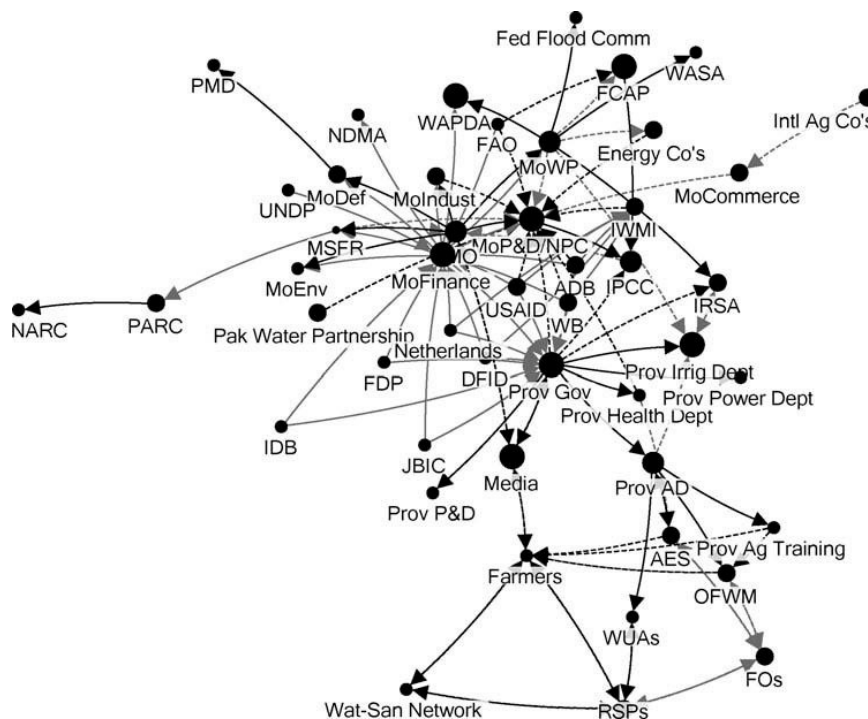 Fed Flood Comm
WASA
PMD
FCAP
WAPDA
Intl Ag Co's
NDMA
FAO
Energy Co's
MoWP
MoDef
MoIndust
MoCommerce
UNDP
IWMI
MSFR
MoP&D/NPC
MO
MoEnv
MoFinance
ADB
IPCC
IRSA
NARC
PARC
USAID
WB
Pak Water Partnership
Netherlands
Prov Irrig Dept
FDP
DFID
Prov Gov
Prov Power Dept
Prov Health Dept
IDB
JBIC
Media
Prov AD
Prov P&D
Prov Ag Training
AES
Farmers
OFWM
WUAs
FOs
Wat-San Network
RSPs